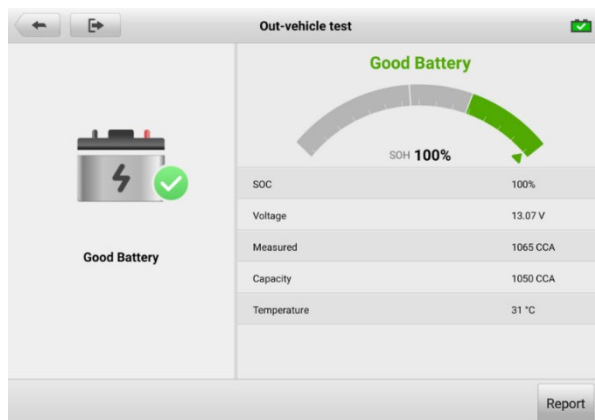 Out-vehicle test
Good Battery
SOH 100%
SOC 100%
Voltage 13.07 V
Measured 1065 CCA
Capacity 1050 CCA
Temperature 31 °C
Good Battery
Report